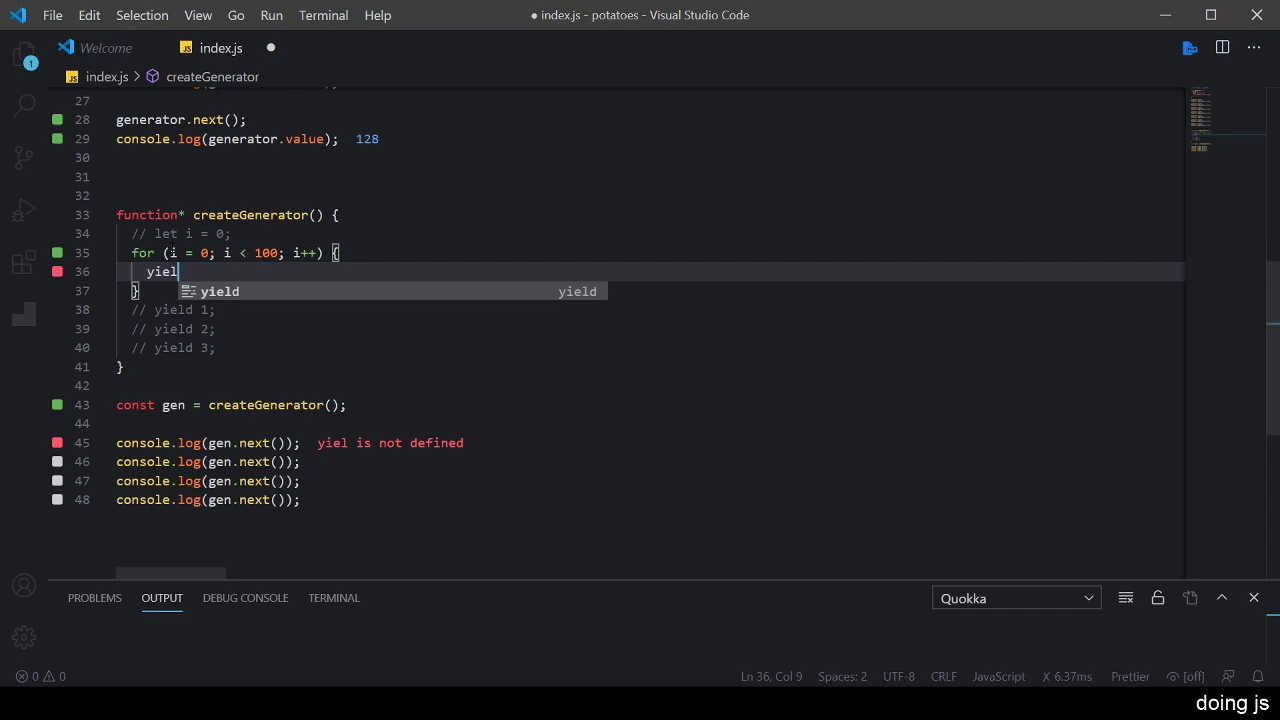 File Edit Selection View Go Run Terminal Help ● index.js - potatoes - Visual Studio Code
Welcome JS index.js
JS index.js > createGenerator
27
28 generator.next();
29 console.log(generator.value); 128
30
31
32
33 function* createGenerator() {
34 // let i = 0;
35 for (i = 0; i < 100; i++) {
36 yiel
yield yield
37 }
38 // yield 1;
39 // yield 2;
40 // yield 3;
41 }
42
43 const gen = createGenerator();
44
45 console.log(gen.next()); yiel is not defined
46 console.log(gen.next());
47 console.log(gen.next());
48 console.log(gen.next());
1
PROBLEMS OUTPUT DEBUG CONSOLE TERMINAL Quokka
0 0 Ln 36, Col 9 Spaces: 2 UTF-8 CRLF JavaScript X 6.37ms Prettier [off]
doing js